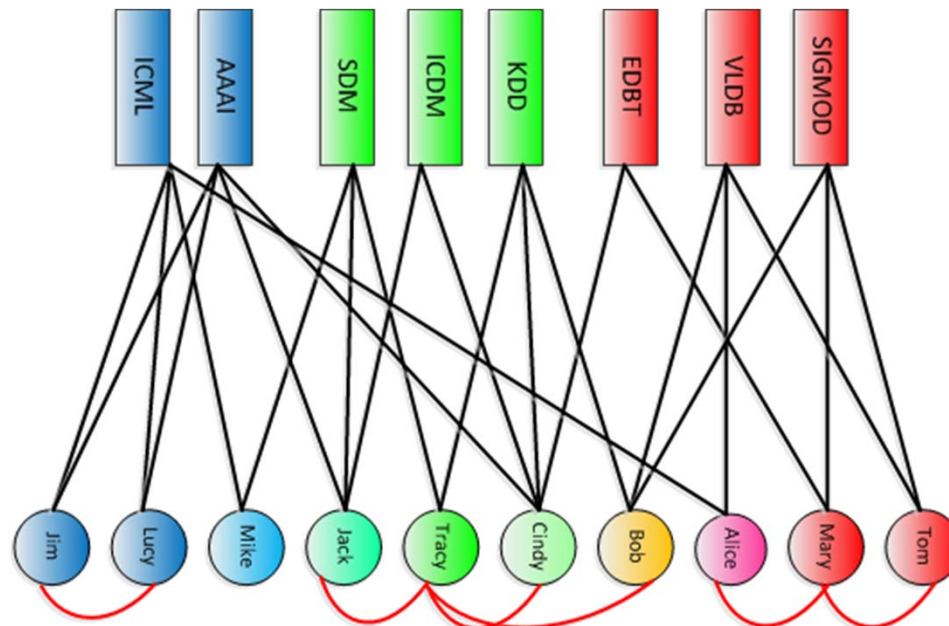 ICML
AAAI
SDM
ICDM
KDD
EDBT
VLDB
SIGMOD
Jim
Lucy
Mike
Jack
Tracy
Cindy
Bob
Alice
Mary
Tom